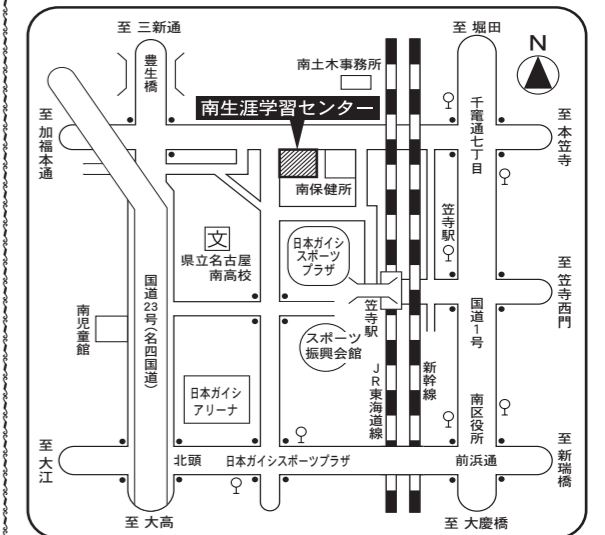 至 三新通
至 堀田
N
豊生橋
南土木事務所
南生涯学習センター
千竈通七丁目
至 加福本通
至 本笠寺
南保健所
笠寺駅
文
県立名古屋
南高校
日本ガイシ
スポーツ
プラザ
至 笠寺西門
国道23号(名四国道)
南児童館
笠寺駅
国道1号
スポーツ
振興会館
JR東海道線
新幹線
日本ガイシ
アリーナ
南区役所
至 大江
北頭
日本ガイシスポーツプラザ
前浜通
至 新瑞橋
至 大高
至 大慶橋